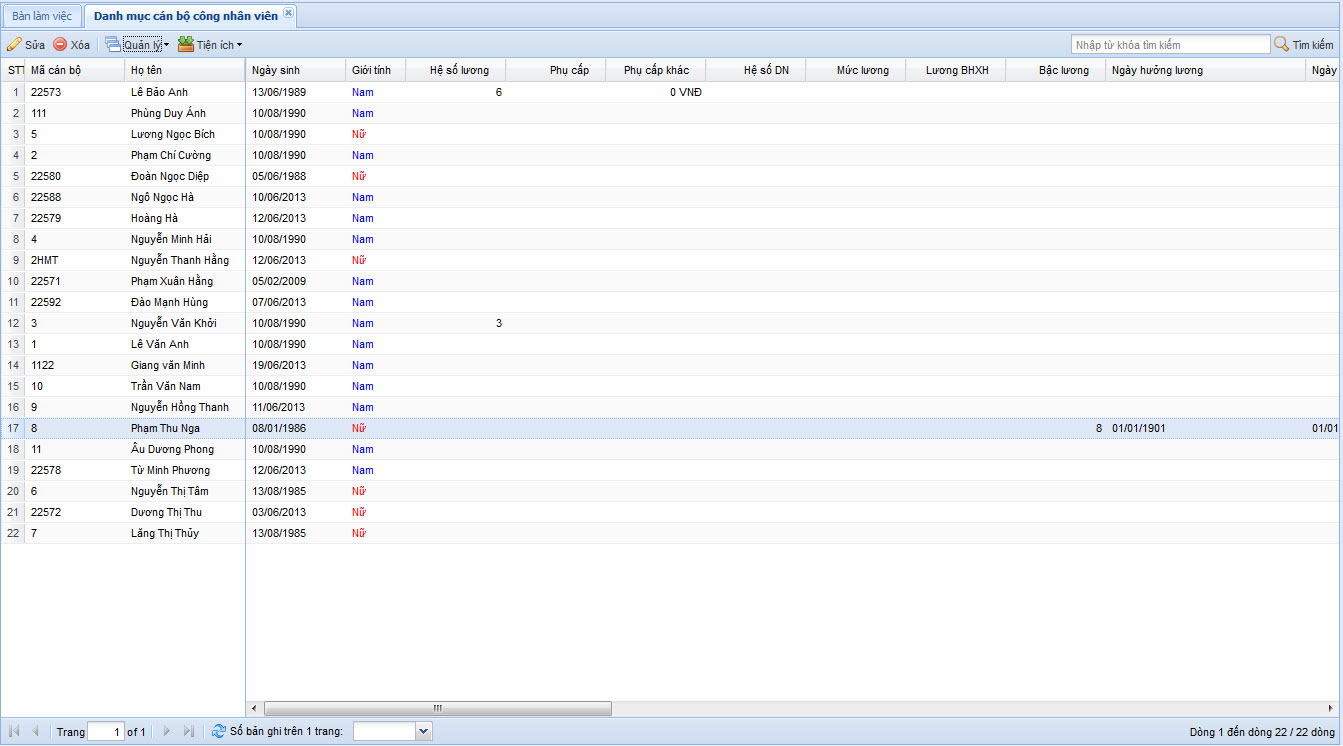 Bàn làm việc Danh mục cán bộ công nhân viên
Sửa Xóa Quản lý Tiện ích Nhập từ khóa tìm kiếm Tìm kiếm
STT Mã cán bộ Họ tên Ngày sinh Giới tính Hệ số lương Phụ cấp Phụ cấp khác Hệ số DN Mức lương Lương BHXH Bậc lương Ngày hưởng lương Ngày
1 22573 Lê Bảo Anh 13/06/1989 Nam 6 0 VNĐ
2 111 Phùng Duy Ánh 10/08/1990 Nam
3 5 Lương Ngọc Bích 10/08/1990 Nữ
4 2 Phạm Chí Cường 10/08/1990 Nam
5 22580 Đoàn Ngọc Diệp 05/06/1988 Nữ
6 22588 Ngô Ngọc Hà 10/06/2013 Nam
7 22579 Hoàng Hà 12/06/2013 Nam
8 4 Nguyễn Minh Hải 10/08/1990 Nam
9 2HMT Nguyễn Thanh Hằng 12/06/2013 Nữ
10 22571 Phạm Xuân Hằng 05/02/2009 Nam
11 22592 Đào Mạnh Hùng 07/06/2013 Nam
12 3 Nguyễn Văn Khởi 10/08/1990 Nam 3
13 1 Lê Văn Anh 10/08/1990 Nam
14 1122 Giang văn Minh 19/06/2013 Nam
15 10 Trần Văn Nam 10/08/1990 Nam
16 9 Nguyễn Hồng Thanh 11/06/2013 Nam
17 8 Phạm Thu Nga 08/01/1986 Nữ 8 01/01/1901 01/01
18 11 Âu Dương Phong 10/08/1990 Nam
19 22578 Từ Minh Phương 12/06/2013 Nam
20 6 Nguyễn Thị Tâm 13/08/1985 Nữ
21 22572 Dương Thị Thu 03/06/2013 Nữ
22 7 Lăng Thị Thủy 13/08/1985 Nữ
Trang 1 of 1 Số bản ghi trên 1 trang: Dòng 1 đến dòng 22 / 22 dòng